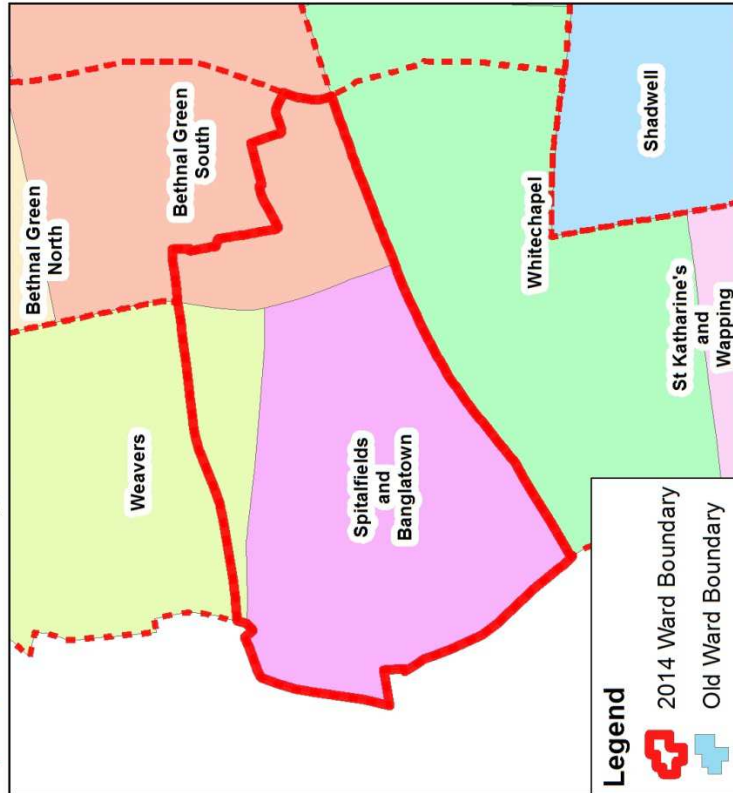 Bethnal Green
North
Bethnal Green
South
Weavers
Spitalfields
and
Banglatown
Whitechapel
Shadwell
St Katharine's
and
Wapping
Legend
2014 Ward Boundary
Old Ward Boundary